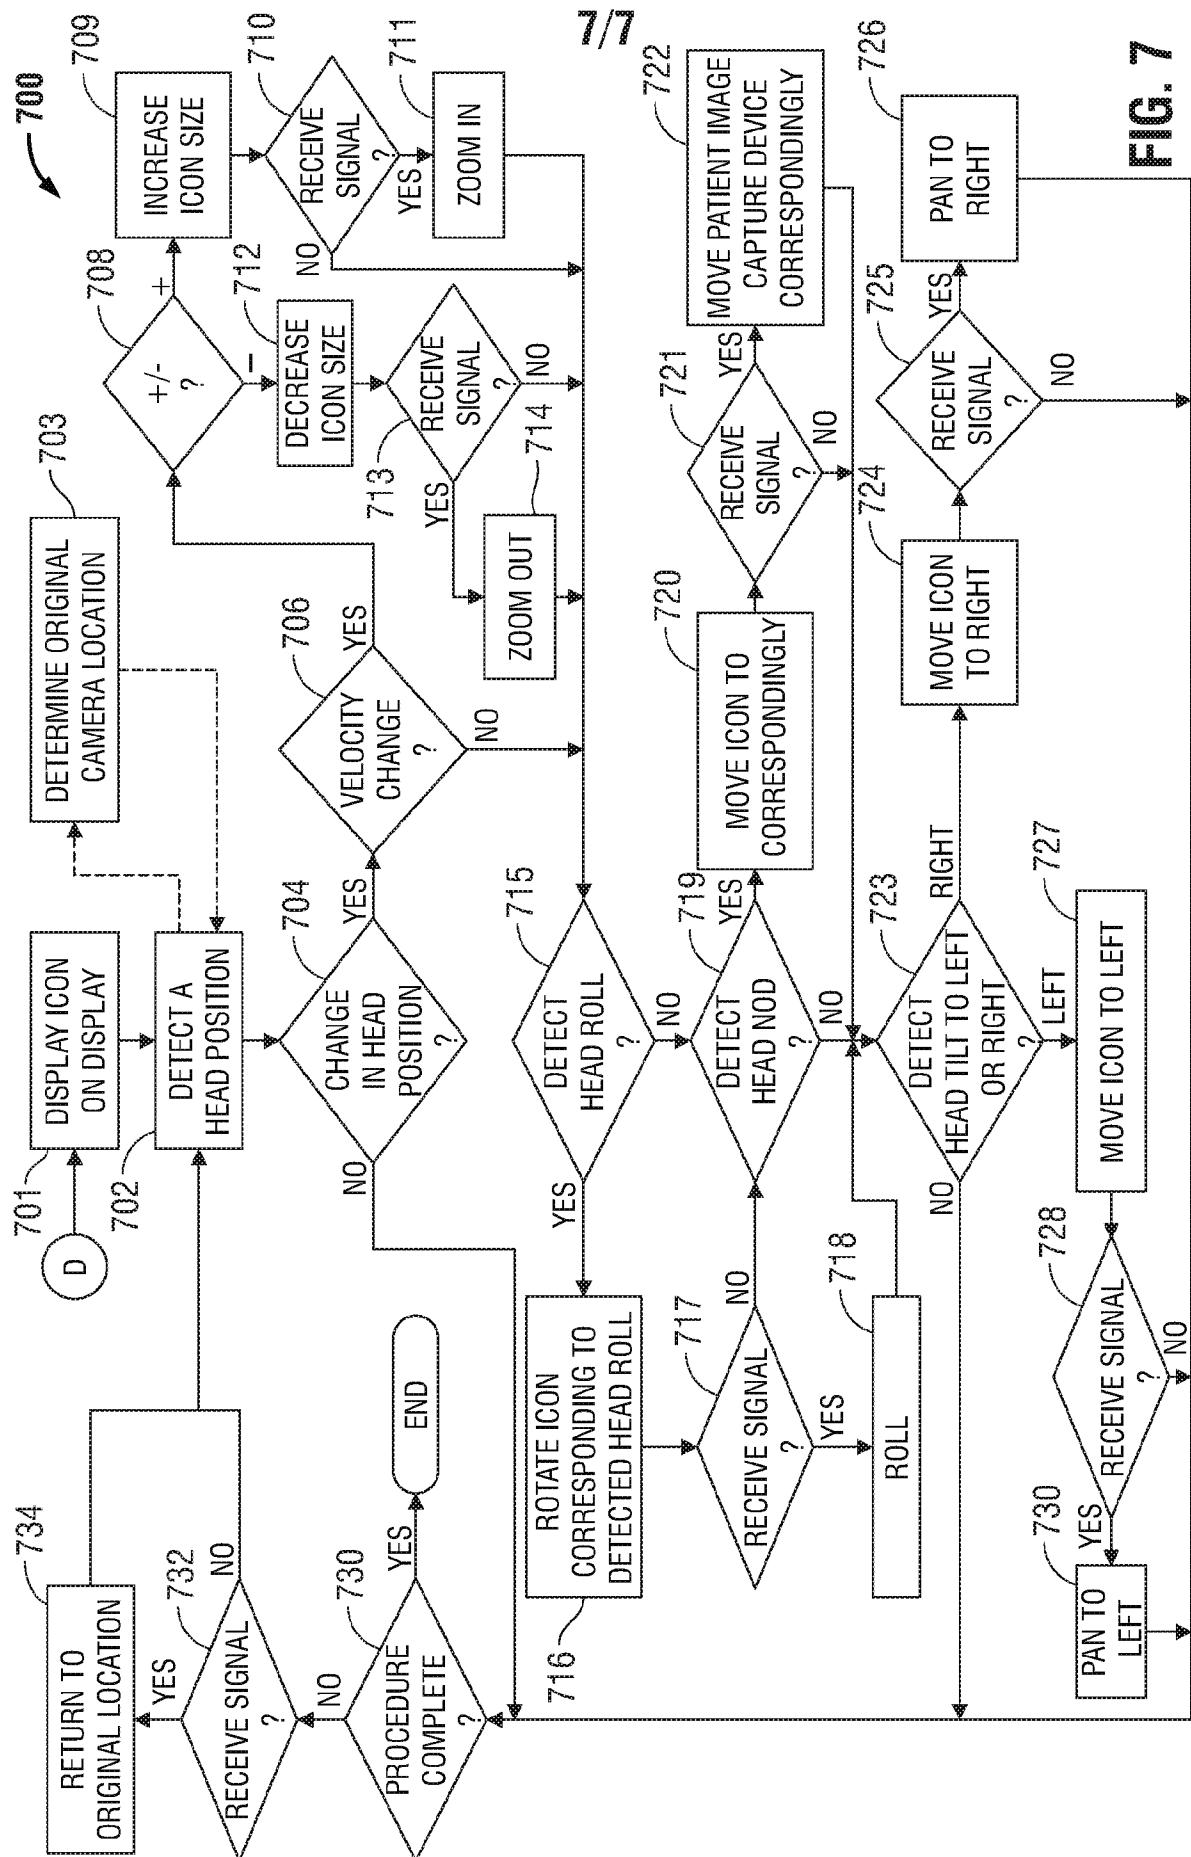 7/7
700
D
701
DISPLAY ICON
ON DISPLAY
702
DETECT A
HEAD POSITION
703
DETERMINE ORIGINAL
CAMERA LOCATION
704
CHANGE
IN HEAD
POSITION
?
NO
YES
706
VELOCITY
CHANGE
?
YES
NO
708
+/-
?
+
–
709
INCREASE
ICON SIZE
710
RECEIVE
SIGNAL
?
NO
YES
711
ZOOM IN
712
DECREASE
ICON SIZE
713
RECEIVE
SIGNAL
?
YES
NO
714
ZOOM OUT
715
DETECT
HEAD ROLL
?
YES
NO
716
ROTATE ICON
CORRESPONDING TO
DETECTED HEAD ROLL
717
RECEIVE SIGNAL
?
NO
YES
718
ROLL
719
DETECT
HEAD NOD
?
YES
NO
720
MOVE ICON TO
CORRESPONDINGLY
721
RECEIVE
SIGNAL
?
YES
NO
722
MOVE PATIENT IMAGE
CAPTURE DEVICE
CORRESPONDINGLY
723
DETECT
HEAD TILT TO LEFT
OR RIGHT
?
NO
RIGHT
LEFT
724
MOVE ICON
TO RIGHT
725
RECEIVE
SIGNAL
?
YES
NO
726
PAN TO
RIGHT
727
MOVE ICON TO LEFT
728
RECEIVE SIGNAL
?
YES
NO
730
PAN TO
LEFT
730
PROCEDURE
COMPLETE
?
YES
NO
END
732
RECEIVE SIGNAL
?
YES
NO
734
RETURN TO
ORIGINAL LOCATION
FIG. 7